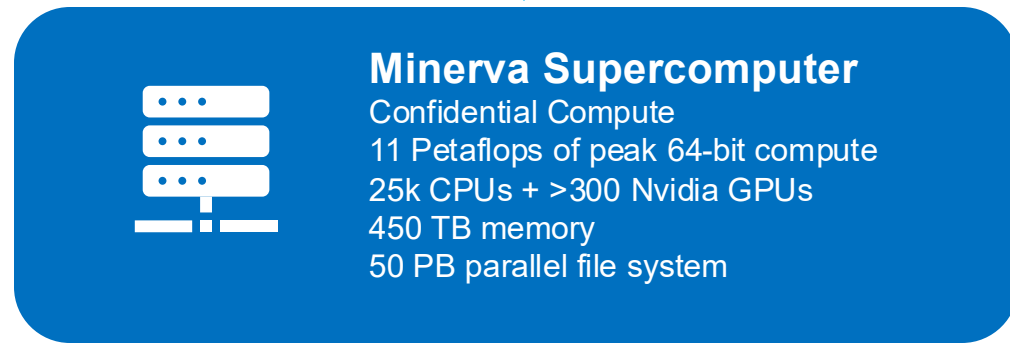 Minerva Supercomputer
Confidential Compute
11 Petaflops of peak 64-bit compute
25k CPUs + >300 Nvidia GPUs
450 TB memory
50 PB parallel file system